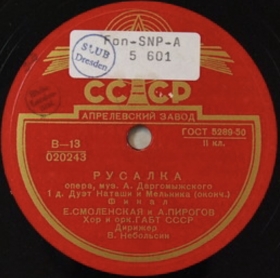 Fon-SNP-A
5 601
SLUB
Dresden
СССР
АПРЕЛЕВСКИЙ ЗАВОД
В—13
020243
ГОСТ 5289-50
II кл.
РУСАЛКА
опера, муз. А. Даргомыжского
1 д. Дуэт Наташи и Мельника (оконч.)
Финал
Е. СМОЛЕНСКАЯ и А. ПИРОГОВ
Хор и орк. ГАБТ СССР
Дирижер
В. Небольсин